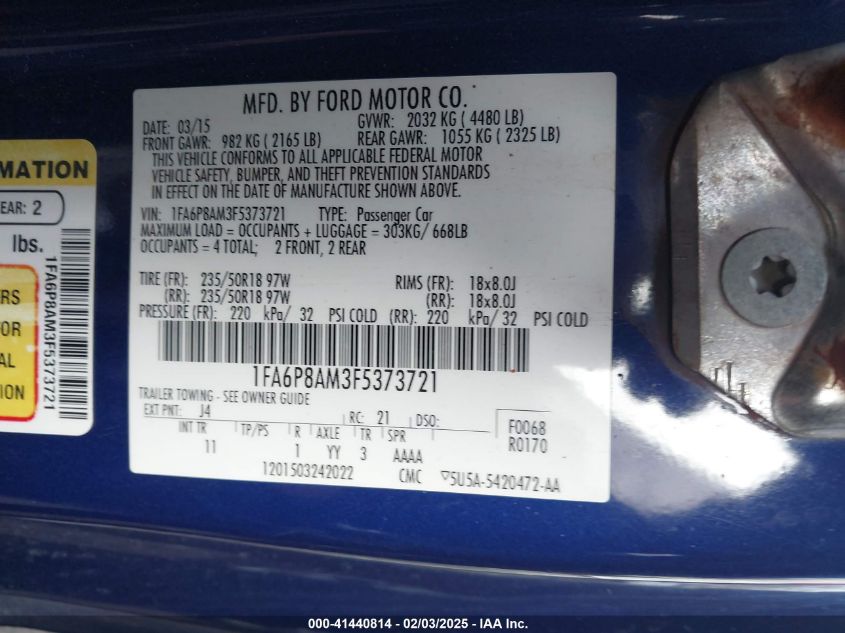 MFD. BY FORD MOTOR CO.
DATE: 03/15 GVWR: 2032 KG ( 4480 LB)
FRONT GAWR: 982 KG ( 2165 LB) REAR GAWR: 1055 KG ( 2325 LB)
THIS VEHICLE CONFORMS TO ALL APPLICABLE FEDERAL MOTOR
VEHICLE SAFETY, BUMPER, AND THEFT PREVENTION STANDARDS
IN EFFECT ON THE DATE OF MANUFACTURE SHOWN ABOVE.
VIN: 1FA6P8AM3F5373721 TYPE: Passenger Car
MAXIMUM LOAD = OCCUPANTS + LUGGAGE = 303KG/ 668LB
OCCUPANTS = 4 TOTAL; 2 FRONT, 2 REAR
TIRE (FR): 235/50R18 97W RIMS (FR): 18x8.0J
(RR): 235/50R18 97W (RR): 18x8.0J
PRESSURE (FR): 220 kPa/ 32 PSI COLD (RR): 220 kPa/ 32 PSI COLD
1FA6P8AM3F5373721
TRAILER TOWING - SEE OWNER GUIDE
EXT PNT: J4 RC: 21 DSO: F0068
R0170
INT TR TP/PS R AXLE TR SPR
11 1 YY 3 AAAA
1201503242022 CMC ▽5U5A-5420472-AA
RMATION
EAR: 2
lbs.
ERS
FOR
AL
TION
1FA6P8AM3F5373721
000-41440814 / 02/03/2025 / IAA Inc.